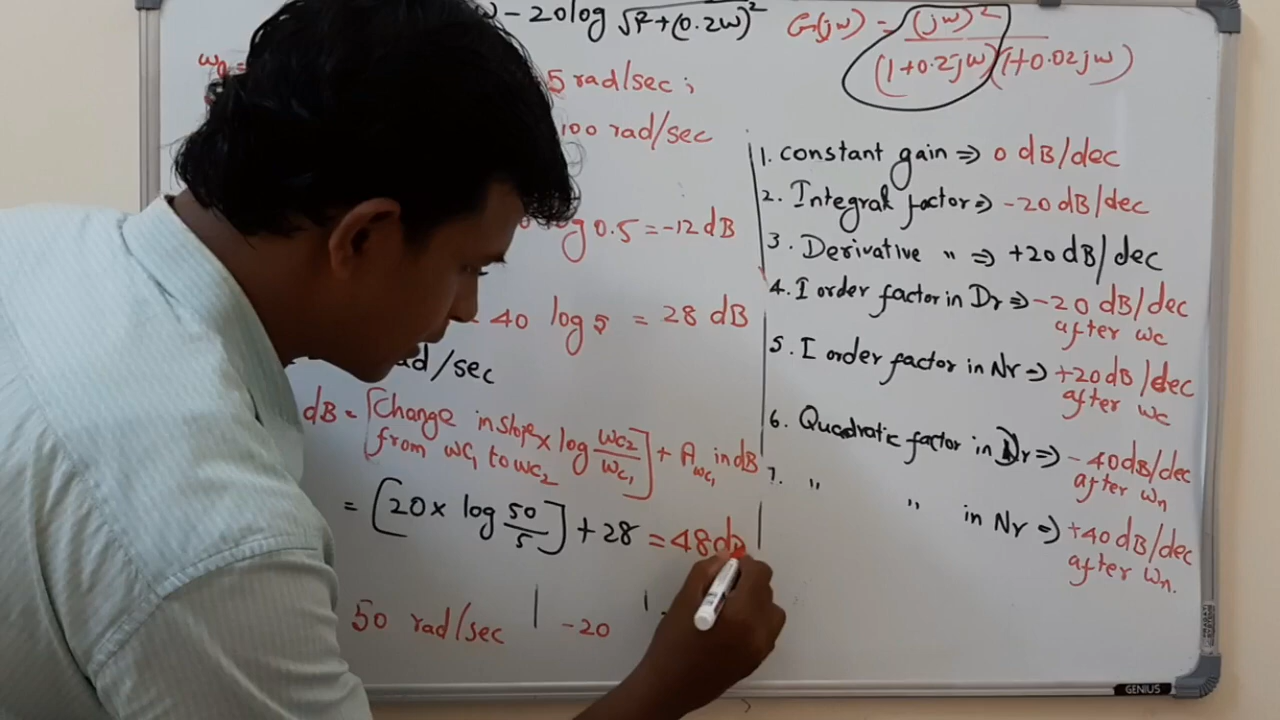 ω - 20 log √1²+(0.2ω)²
G(jω) = (jω)²
(1+0.2jω)(1+0.02jω)
5 rad/sec;
100 rad/sec
log 0.5 = -12 dB
40 log 5 = 28 dB
rad/sec
dB = [Change in slope × log ωc2/ωc1] + Aωc1 in dB
from ωc1 to ωc2
= [20 × log 50/5] + 28 = 48 dB
50 rad/sec | -20
1. constant gain ⇒ 0 dB/dec
2. Integral factor ⇒ -20 dB/dec
3. Derivative " ⇒ +20 dB/dec
4. I order factor in Dr ⇒ -20 dB/dec
after ωc
5. I order factor in Nr ⇒ +20 dB/dec
after ωc
6. Quadratic factor in Dr ⇒ -40 dB/dec
after ωn
7. " " in Nr ⇒ +40 dB/dec
after ωn.
GENIUS